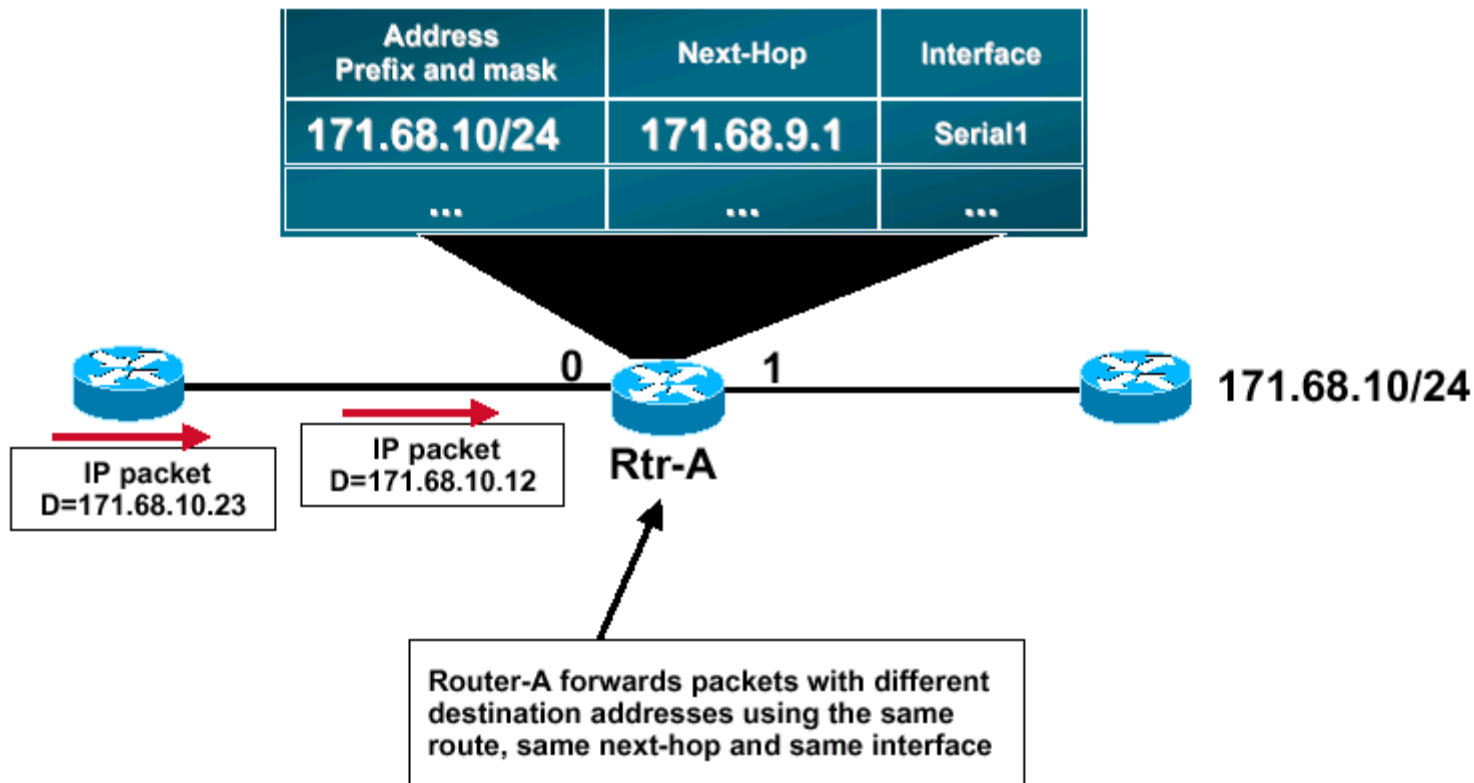 Address
Prefix and mask
Next-Hop
Interface
171.68.10/24
171.68.9.1
Serial1
...
...
...
0
1
171.68.10/24
IP packet
D=171.68.10.23
IP packet
D=171.68.10.12
Rtr-A
Router-A forwards packets with different
destination addresses using the same
route, same next-hop and same interface